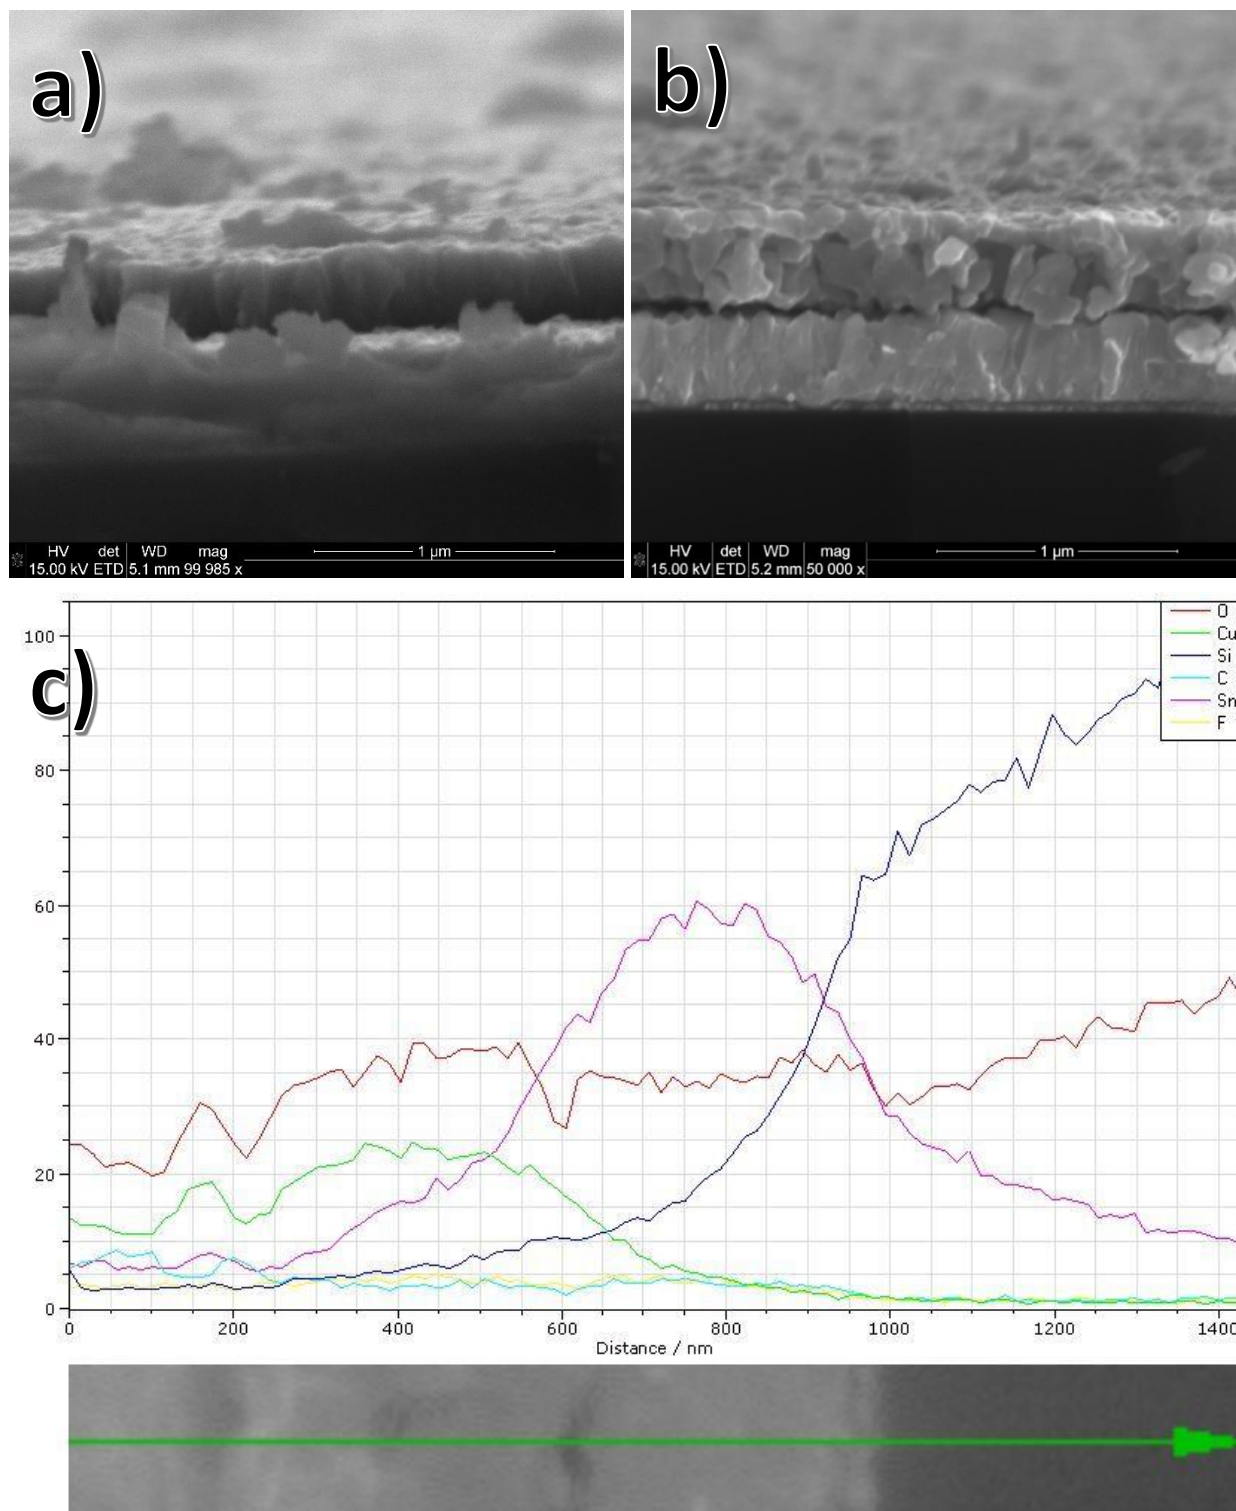 a)
b)
HV det WD mag 1 µm
15.00 kV ETD 5.1 mm 99 985 x
HV det WD mag 1 µm
15.00 kV ETD 5.2 mm 50 000 x
c)
O
Cu
Si
C
Sn
F
100
80
60
40
20
0
0 200 400 600 800 1000 1200 1400
Distance / nm